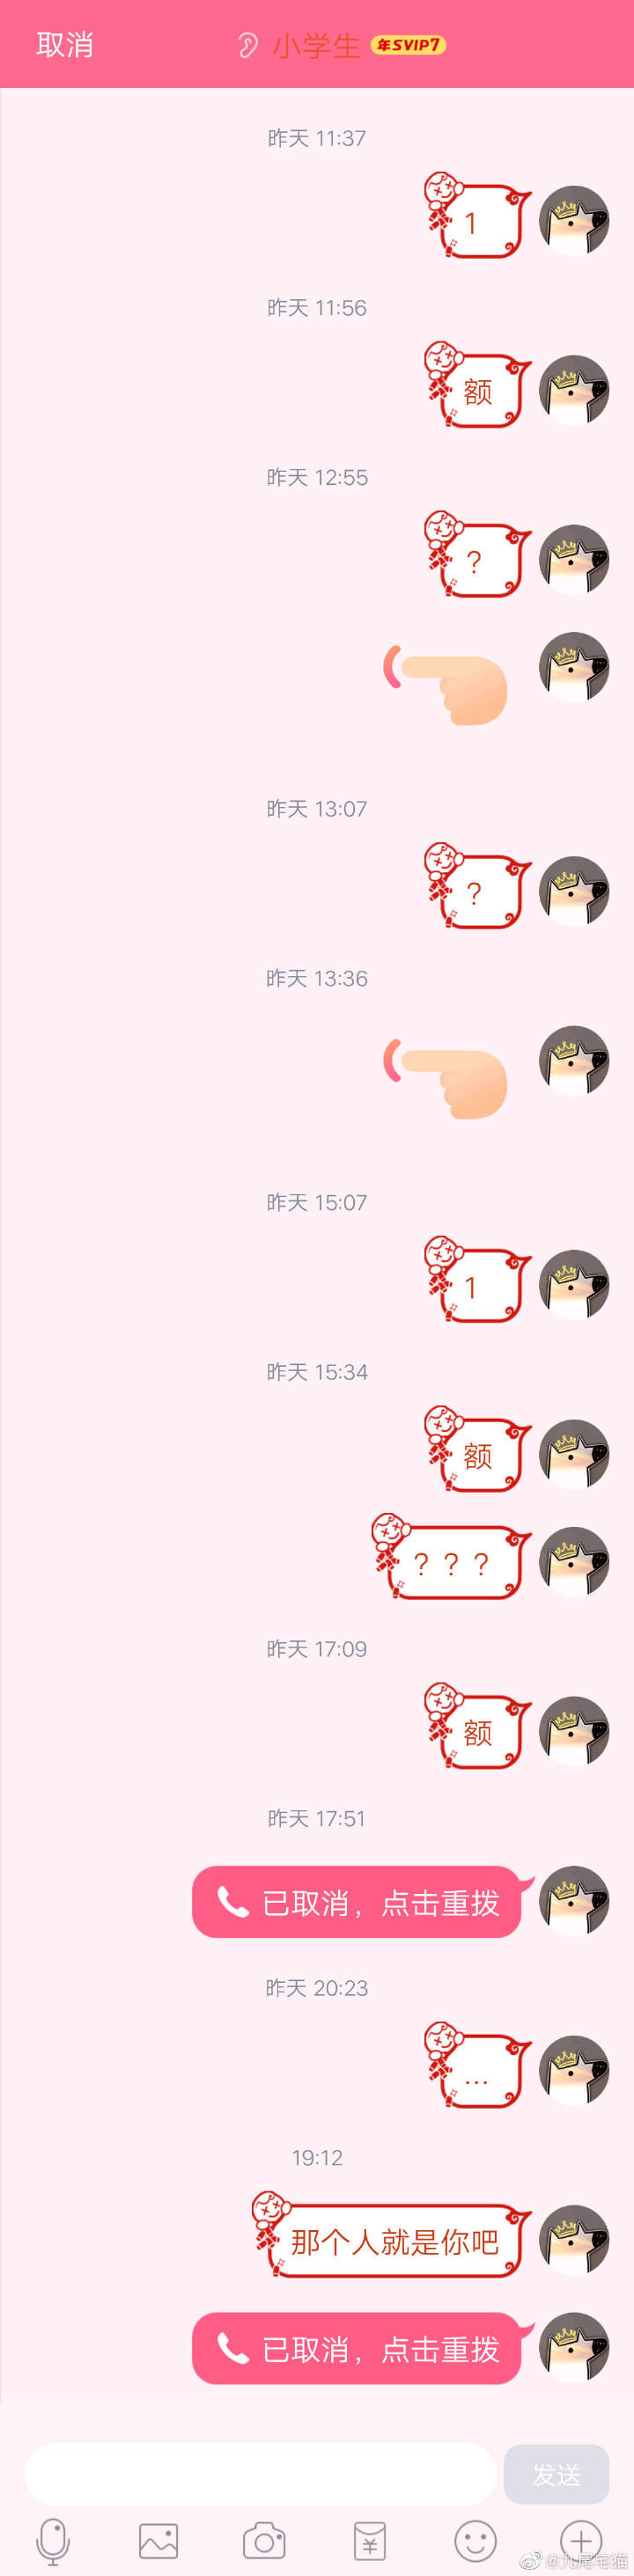 取消
小学生 年SVIP7
昨天 11:37
1
昨天 11:56
额
昨天 12:55
？
昨天 13:07
？
昨天 13:36
昨天 15:07
1
昨天 15:34
额
？？？
昨天 17:09
额
昨天 17:51
已取消，点击重拨
昨天 20:23
...
19:12
那个人就是你吧
已取消，点击重拨
发送
¥
@九尾宅猫